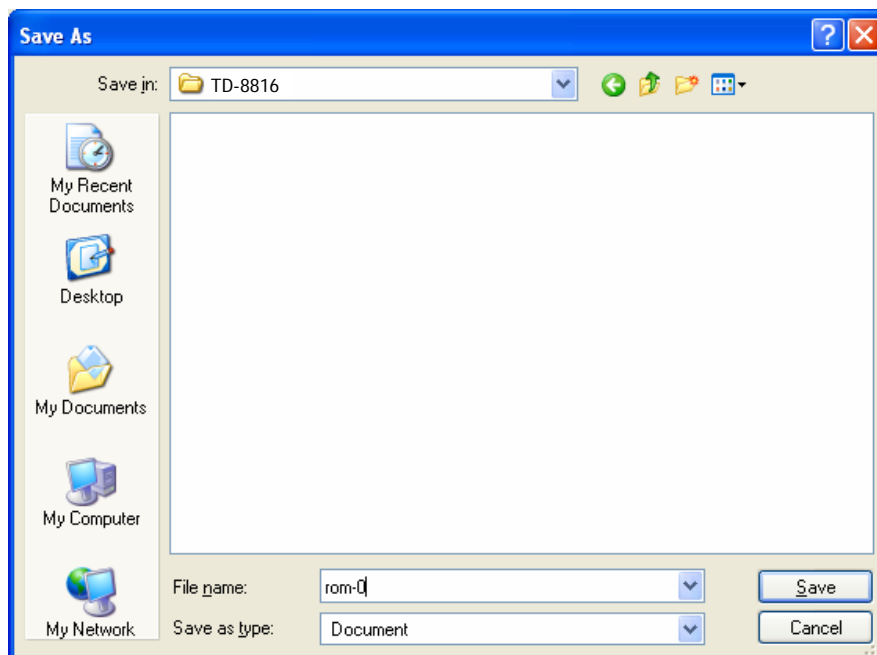 Save As
Save in:
TD-8816
My Recent
Documents
Desktop
My Documents
My Computer
My Network
File name:
rom-0
Save
Save as type:
Document
Cancel